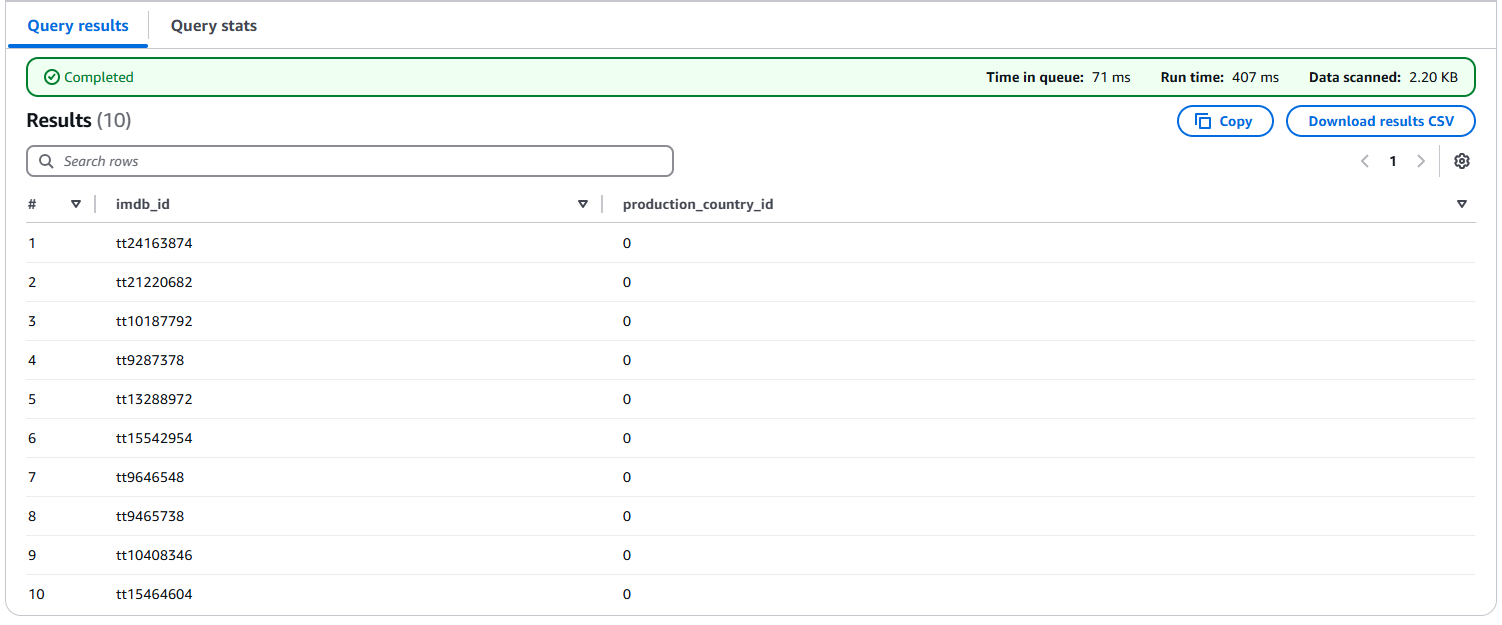 Query results Query stats
Completed Time in queue: 71 ms Run time: 407 ms Data scanned: 2.20 KB
Results (10) Copy Download results CSV
Search rows 1
# imdb_id production_country_id
1 tt24163874 0
2 tt21220682 0
3 tt10187792 0
4 tt9287378 0
5 tt13288972 0
6 tt15542954 0
7 tt9646548 0
8 tt9465738 0
9 tt10408346 0
10 tt15464604 0